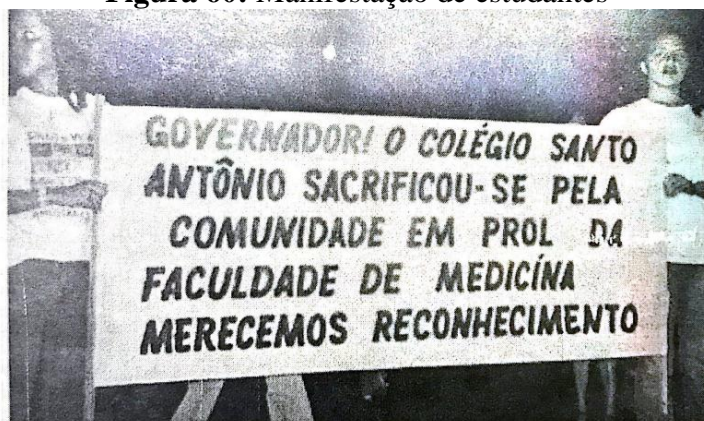 Figura 60: Manifestação de estudantes
GOVERNADOR! O COLÉGIO SANTO
ANTÔNIO SACRIFICOU-SE PELA
COMUNIDADE EM PROL DA
FACULDADE DE MEDICÍNA
MERECEMOS RECONHECIMENTO